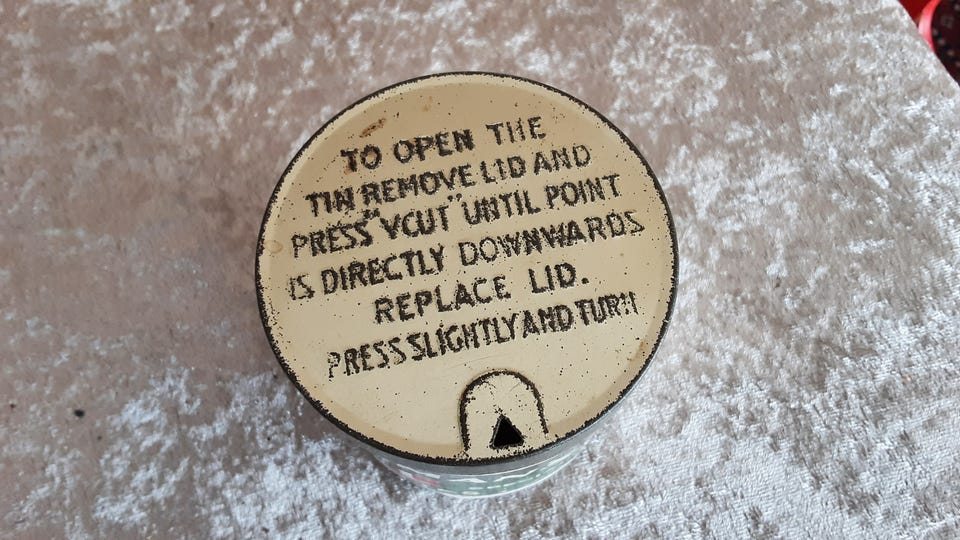 TO OPEN THE
TIN REMOVE LID AND
PRESS "VCUT" UNTIL POINT
IS DIRECTLY DOWNWARDS
REPLACE LID.
PRESS SLIGHTLY AND TURN